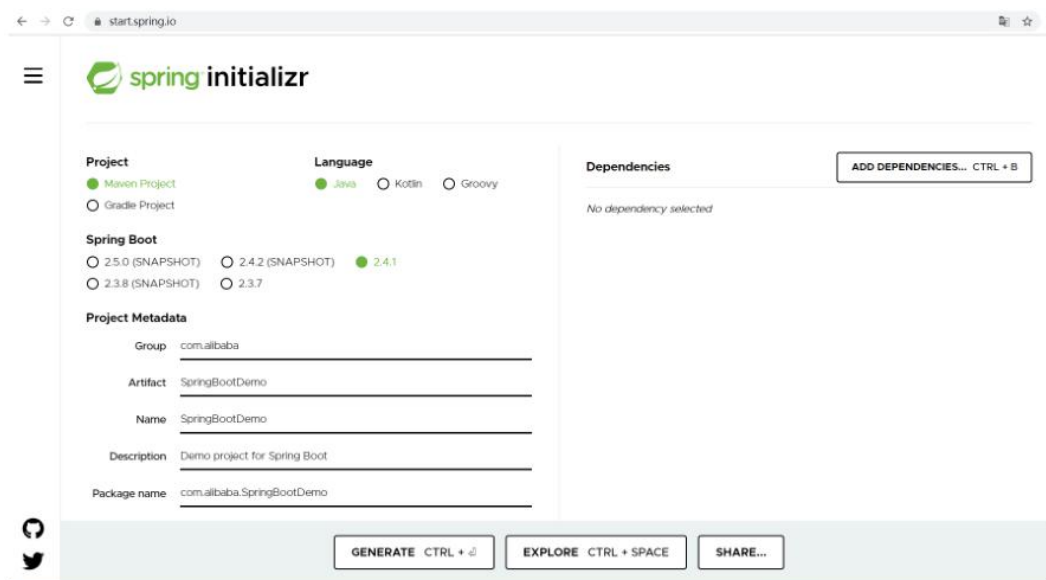 start.spring.io
spring initializr
Project
Maven Project
Gradle Project
Language
Java Kotlin Groovy
Spring Boot
2.5.0 (SNAPSHOT) 2.4.2 (SNAPSHOT) 2.4.1
2.3.8 (SNAPSHOT) 2.3.7
Project Metadata
Group com.alibaba
Artifact SpringBootDemo
Name SpringBootDemo
Description Demo project for Spring Boot
Package name com.alibaba.SpringBootDemo
Dependencies
ADD DEPENDENCIES... CTRL + B
No dependency selected
GENERATE CTRL + ⏎
EXPLORE CTRL + SPACE
SHARE...